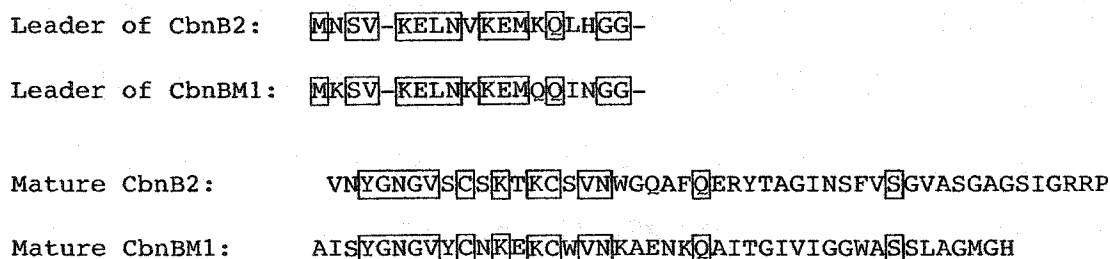 Leader of CbnB2: MNSV-KELNVKEMKQLHGG-
Leader of CbnBM1: MKSV-KELNKKEMQQINGG-
Mature CbnB2: VNYGNGVSCSKTKCSVNWGQAFQERYTAGINSFVSGVASGAGSIGRRP
Mature CbnBM1: AISYGNGVYCNKEKCWVNKAENKQAITGIVIGGWASSLAGMGH